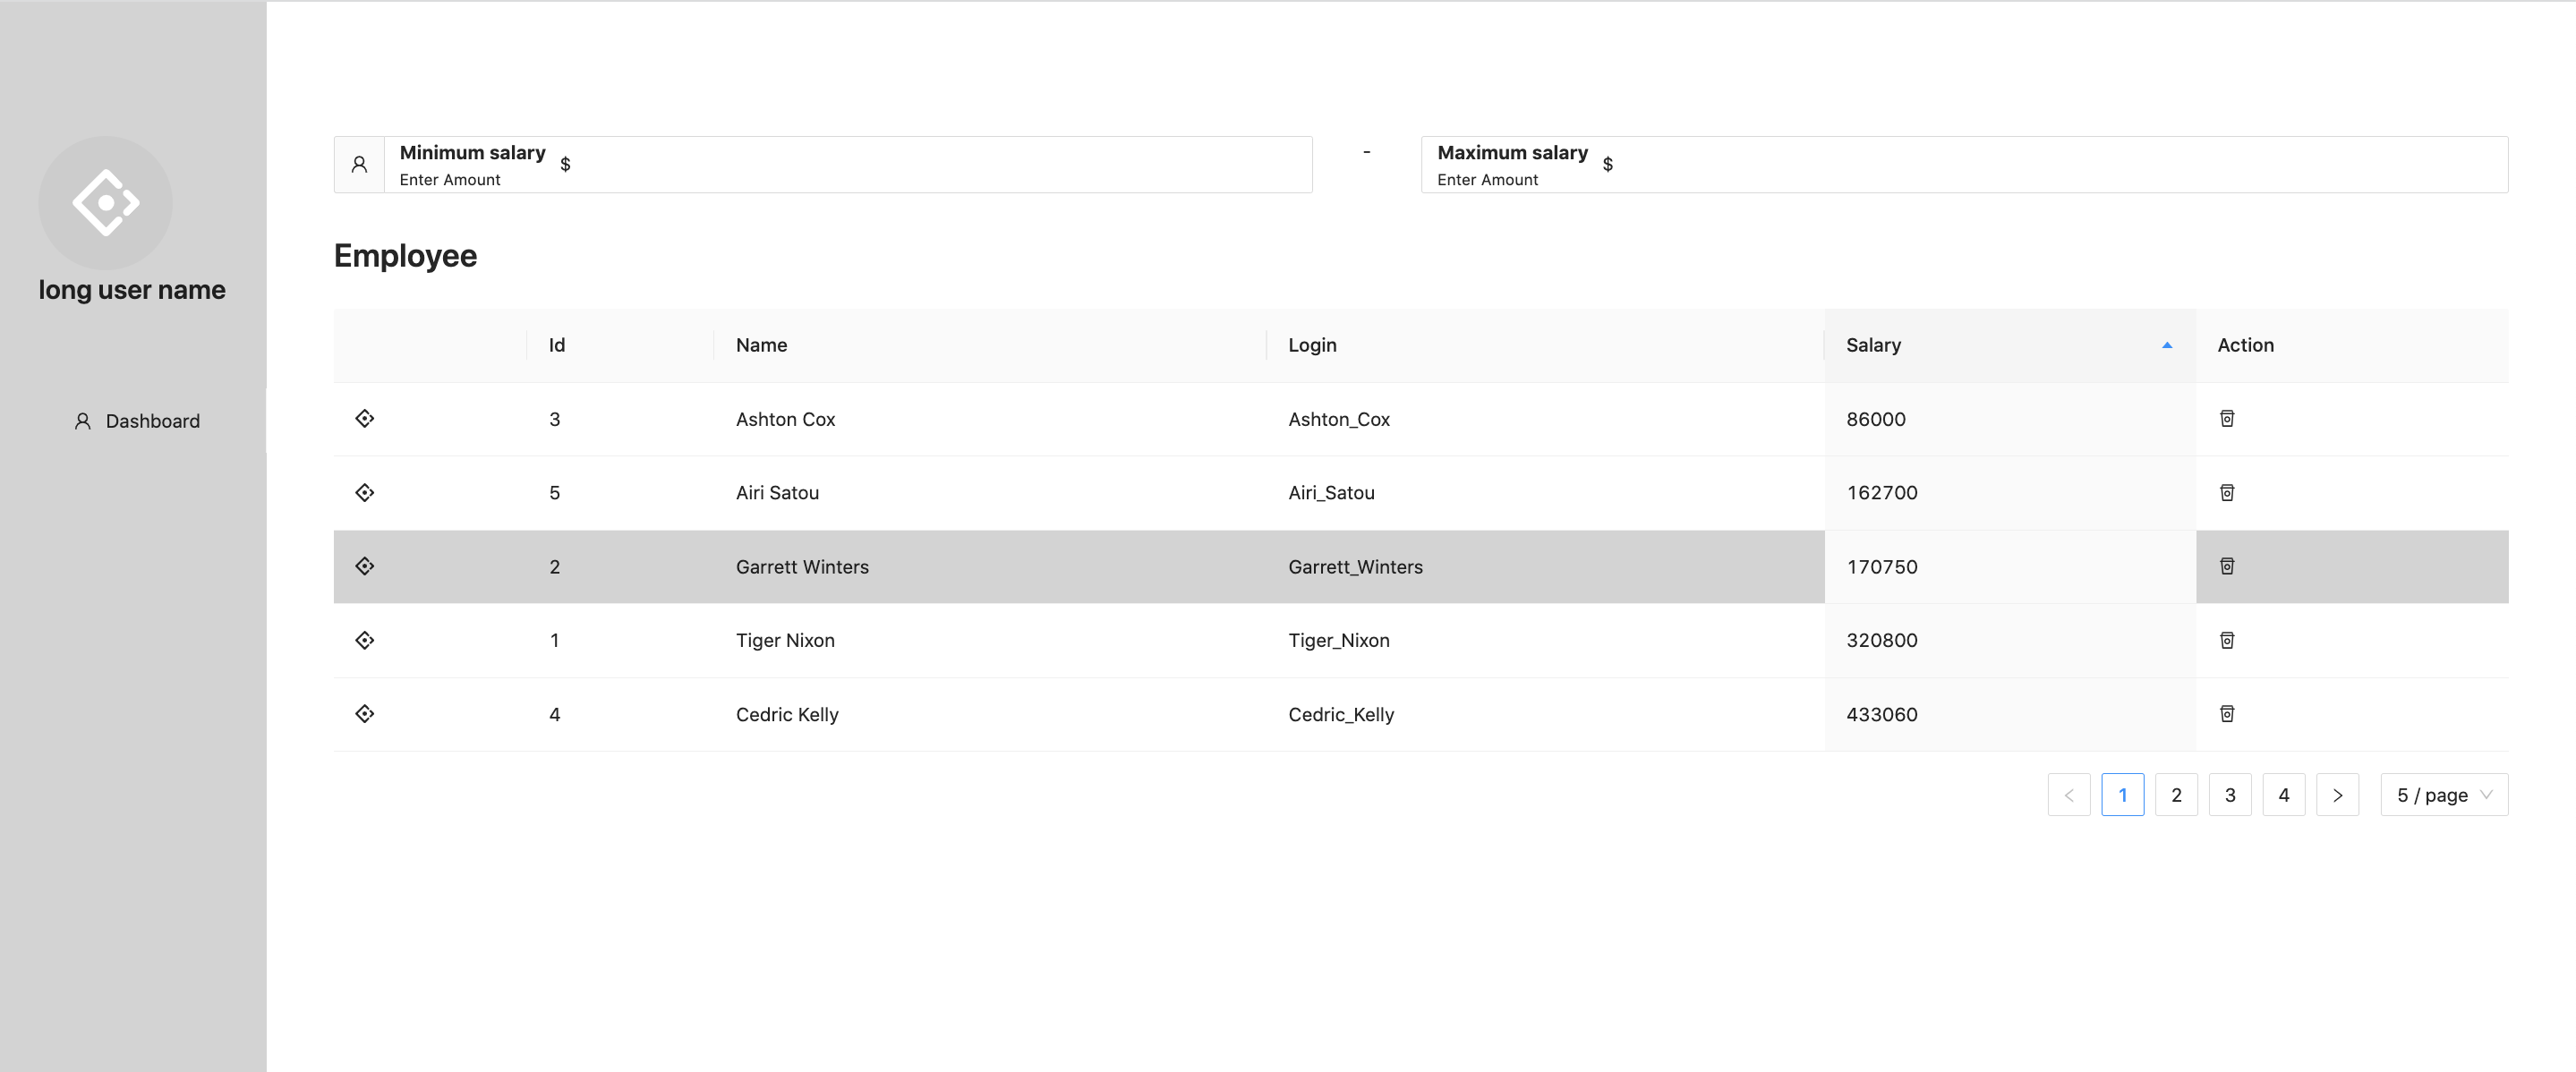 long user name
Dashboard
Minimum salary $
Enter Amount
-
Maximum salary $
Enter Amount
Employee
Id Name Login Salary Action
3 Ashton Cox Ashton_Cox 86000
5 Airi Satou Airi_Satou 162700
2 Garrett Winters Garrett_Winters 170750
1 Tiger Nixon Tiger_Nixon 320800
4 Cedric Kelly Cedric_Kelly 433060
< 1 2 3 4 > 5 / page